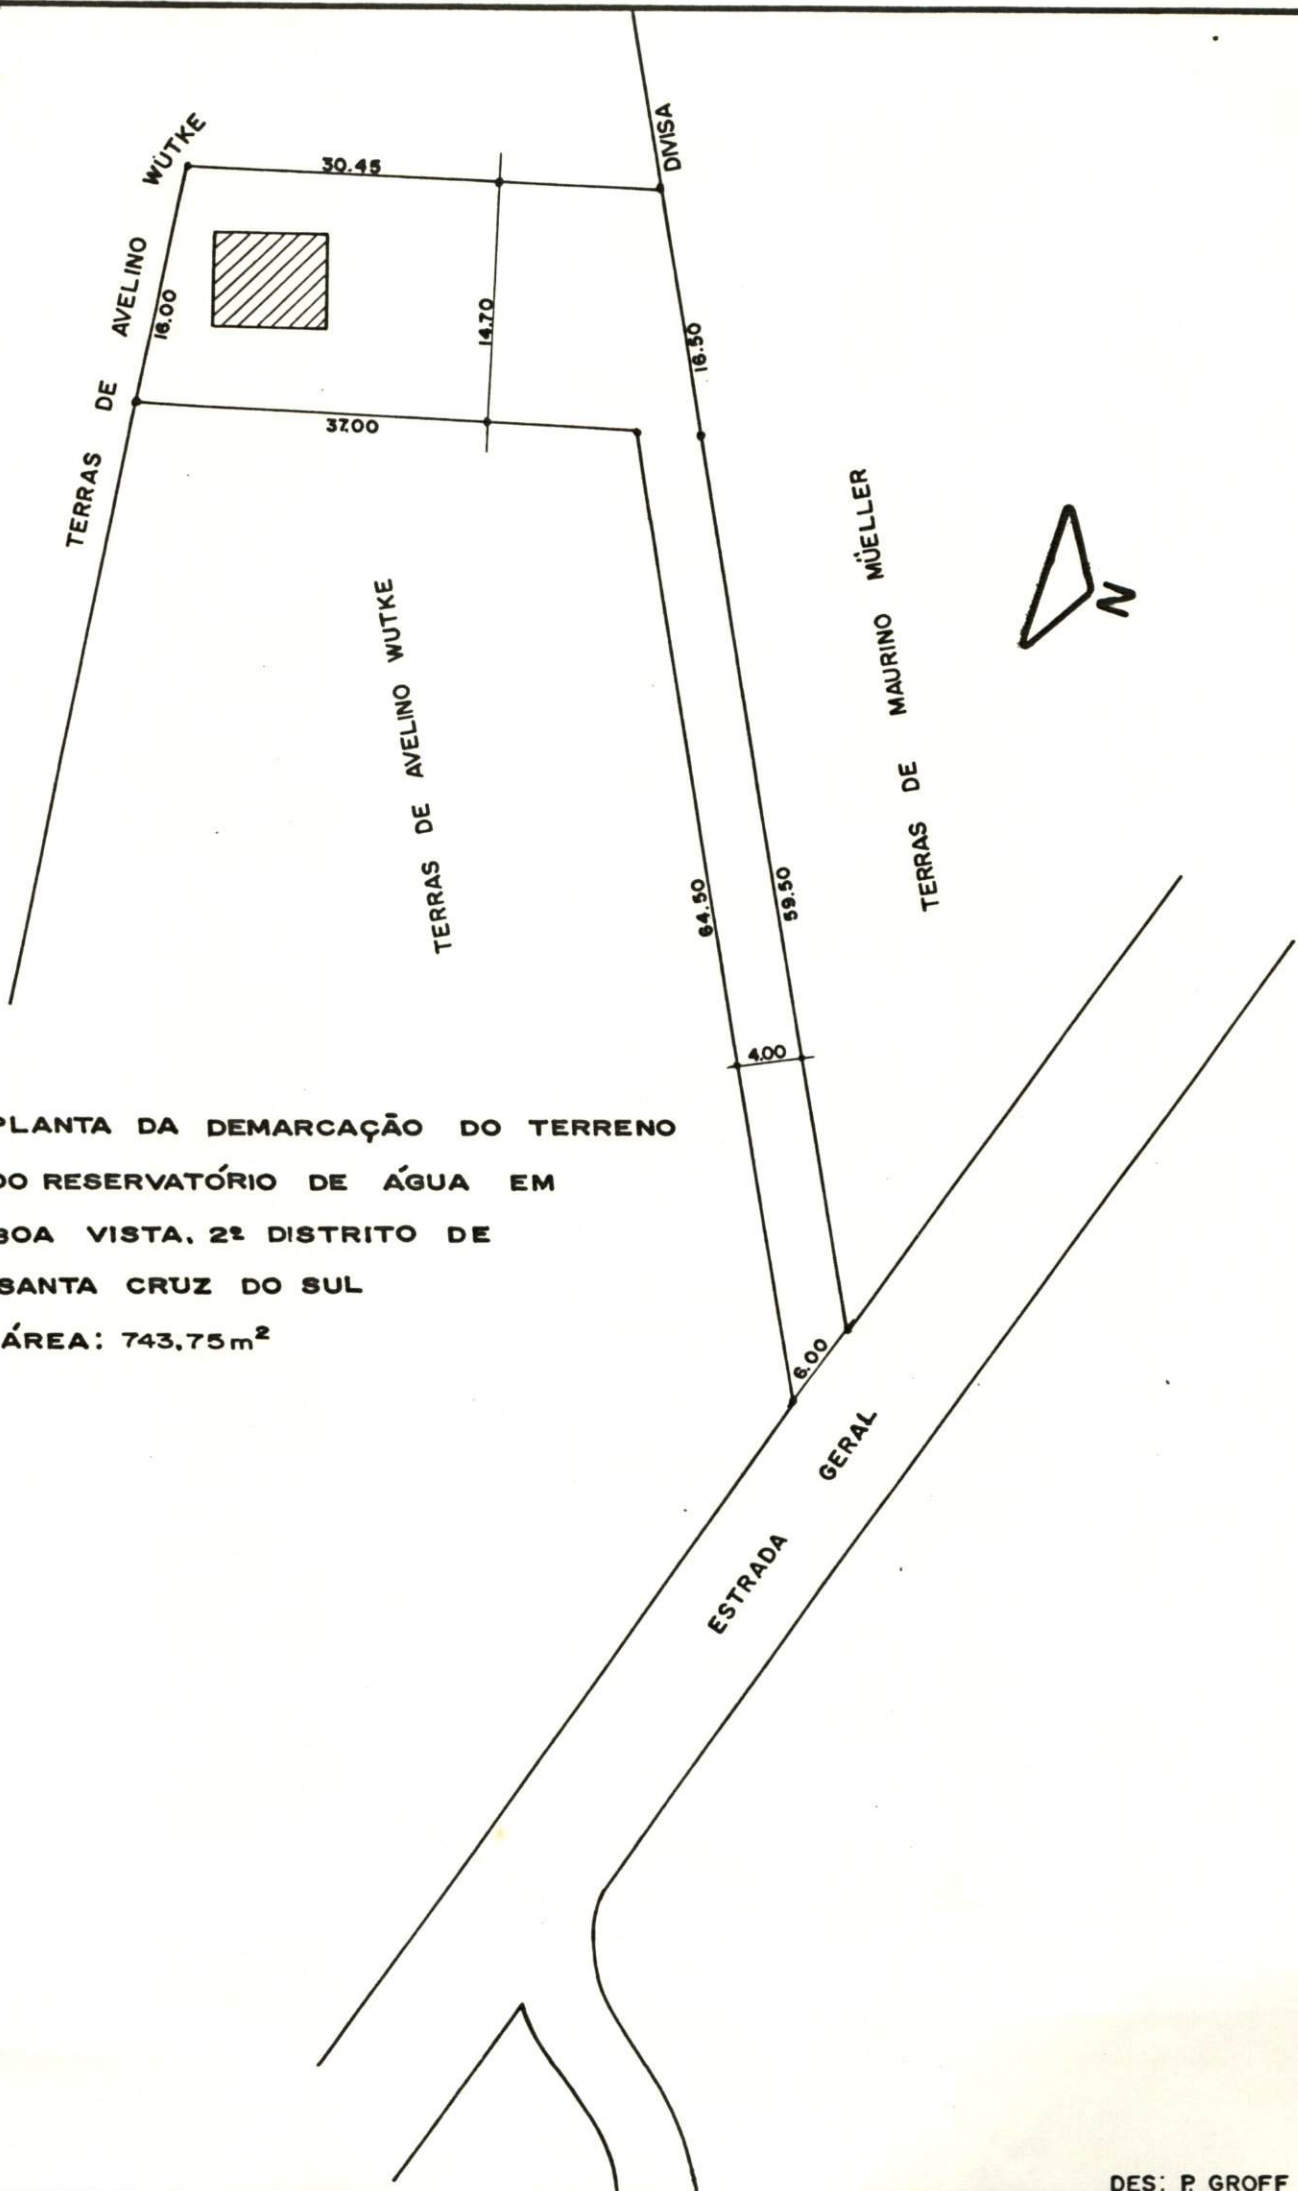 DIVISA
TERRAS DE AVELINO WUTKE
30.45
16.00
14.70
16.50
37.00
TERRAS DE AVELINO WUTKE
TERRAS DE MAURINO MÜELLER
N
64.50
59.50
4.00
PLANTA DA DEMARCAÇÃO DO TERRENO
DO RESERVATÓRIO DE ÁGUA EM
BOA VISTA. 2º DISTRITO DE
SANTA CRUZ DO SUL
ÁREA: 743,75m²
6.00
ESTRADA GERAL
DES: P. GROFF